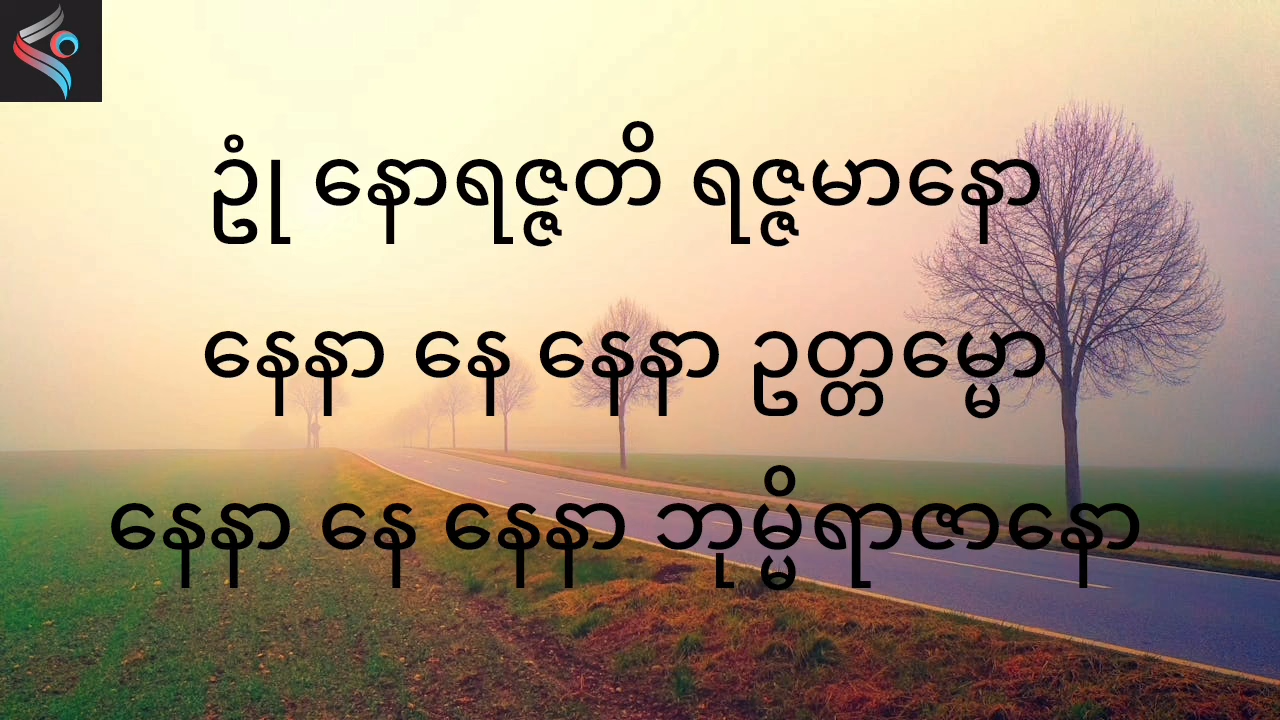 ဥုံ နောရဇ္ဇတိ ရဇ္ဇမာနော
နေနာ နေ နေနာ ဥတ္တမ္မော
နေနာ နေ နေနာ ဘုမ္မိရာဇာနော